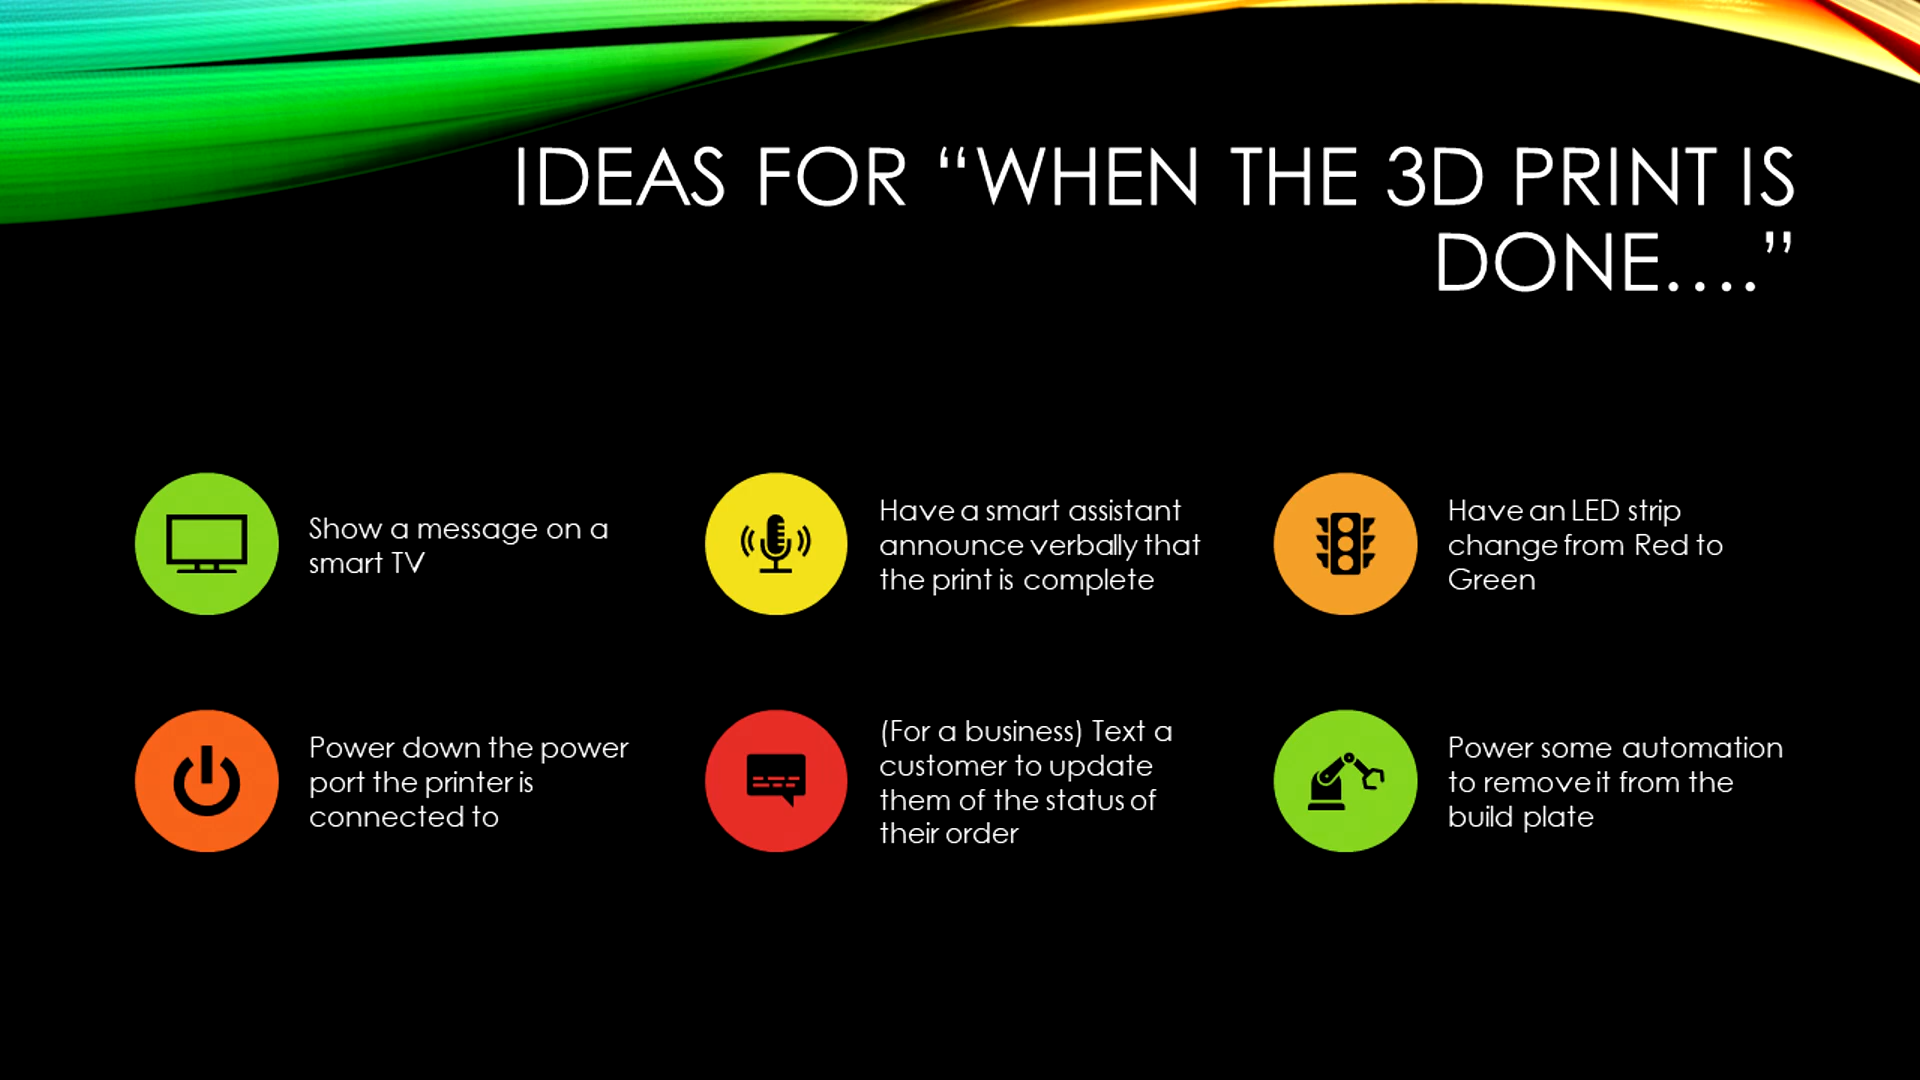 IDEAS FOR “WHEN THE 3D PRINT IS
DONE….”
Show a message on a
smart TV
Have a smart assistant
announce verbally that
the print is complete
Have an LED strip
change from Red to
Green
Power down the power
port the printer is
connected to
(For a business) Text a
customer to update
them of the status of
their order
Power some automation
to remove it from the
build plate